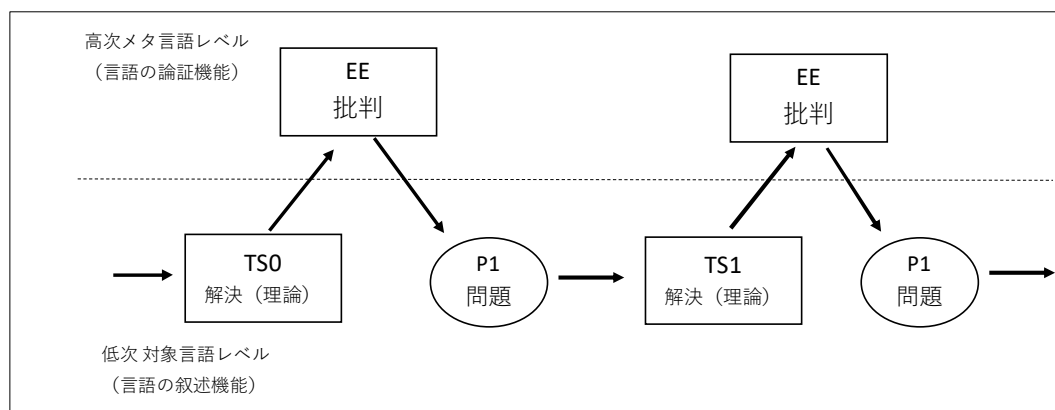 高次メタ言語レベル
（言語の論証機能）
EE
批判
EE
批判
TS0
解決（理論）
P1
問題
TS1
解決（理論）
P1
問題
低次 対象言語レベル
（言語の叙述機能）